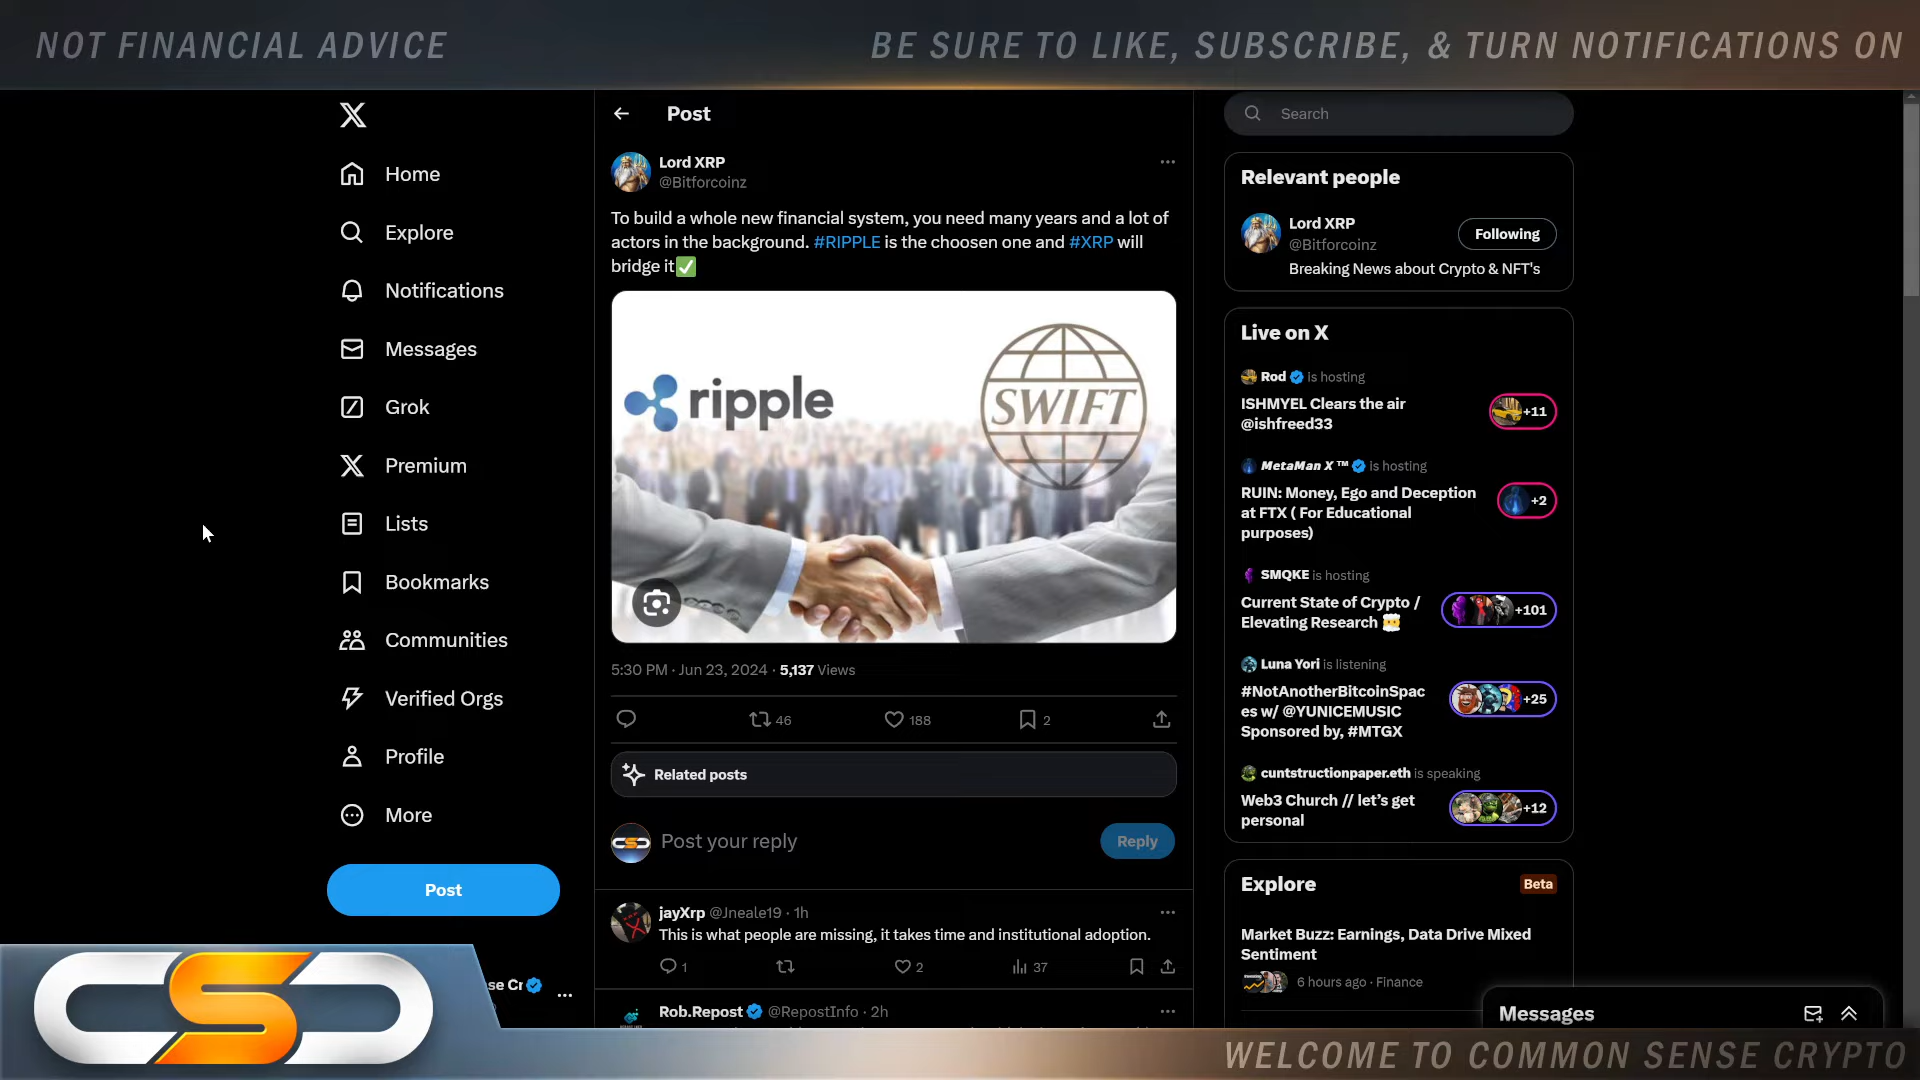 NOT FINANCIAL ADVICE
BE SURE TO LIKE, SUBSCRIBE, & TURN NOTIFICATIONS ON
Home
Explore
Notifications
Messages
Grok
Premium
Lists
Bookmarks
Communities
Verified Orgs
Profile
More
Post
se Cr
Post
Lord XRP
@Bitforcoinz
To build a whole new financial system, you need many years and a lot of
actors in the background. #RIPPLE is the choosen one and #XRP will
bridge it✅
ripple
SWIFT
5:30 PM · Jun 23, 2024 · 5,137 Views
46
188
2
Related posts
Post your reply
Reply
jayXrp @Jneale19 · 1h
This is what people are missing, it takes time and institutional adoption.
1
2
37
Rob.Repost @RepostInfo · 2h
Search
Relevant people
Lord XRP
@Bitforcoinz
Following
Breaking News about Crypto & NFT's
Live on X
Rod is hosting
ISHMYEL Clears the air
@ishfreed33
+11
MetaMan X ™ is hosting
RUIN: Money, Ego and Deception
at FTX ( For Educational
purposes)
+2
SMQKE is hosting
Current State of Crypto /
Elevating Research
+101
Luna Yori is listening
#NotAnotherBitcoinSpac
es w/ @YUNICEMUSIC
Sponsored by, #MTGX
+25
cuntstructionpaper.eth is speaking
Web3 Church // let's get
personal
+12
Explore
Beta
Market Buzz: Earnings, Data Drive Mixed
Sentiment
6 hours ago · Finance
Messages
CSC
WELCOME TO COMMON SENSE CRYPTO